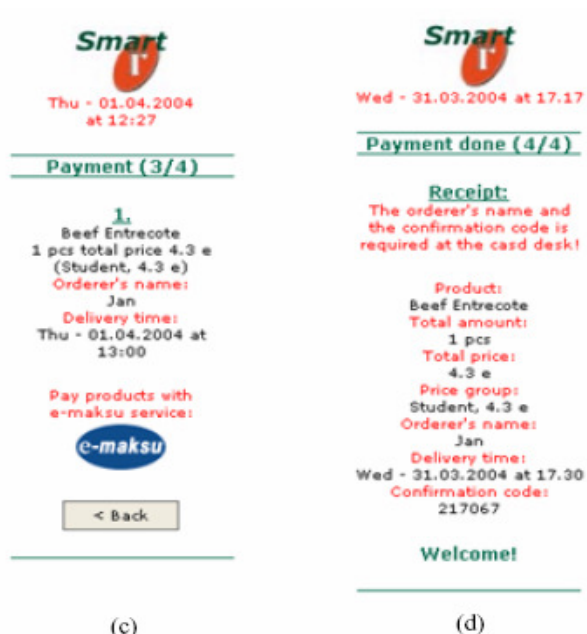 Smart
r
Thu - 01.04.2004
at 12:27
Payment (3/4)
1.
Beef Entrecote
1 pcs total price 4.3 e
(Student, 4.3 e)
Orderer's name:
Jan
Delivery time:
Thu - 01.04.2004 at
13:00
Pay products with
e-maksu service:
e-maksu
< Back
(c)
Smart
r
Wed - 31.03.2004 at 17.17
Payment done (4/4)
Receipt:
The orderer's name and
the confirmation code is
required at the casd desk!
Product:
Beef Entrecote
Total amount:
1 pcs
Total price:
4.3 e
Price group:
Student, 4.3 e
Orderer's name:
Jan
Delivery time:
Wed - 31.03.2004 at 17.30
Confirmation code:
217067
Welcome!
(d)